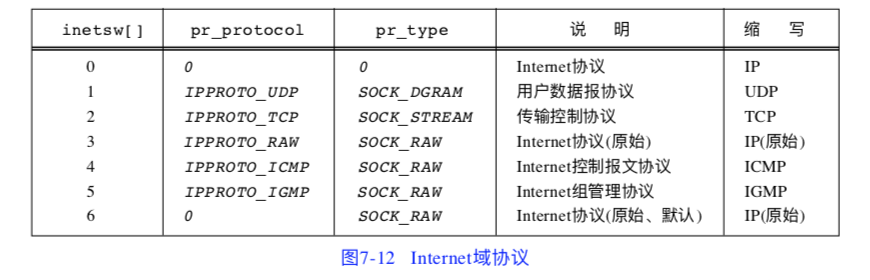 inetsw[] pr_protocol pr_type 说 明 缩 写
0 0 0 Internet协议 IP
1 IPPROTO_UDP SOCK_DGRAM 用户数据报协议 UDP
2 IPPROTO_TCP SOCK_STREAM 传输控制协议 TCP
3 IPPROTO_RAW SOCK_RAW Internet协议(原始) IP(原始)
4 IPPROTO_ICMP SOCK_RAW Internet控制报文协议 ICMP
5 IPPROTO_IGMP SOCK_RAW Internet组管理协议 IGMP
6 0 SOCK_RAW Internet协议(原始、默认) IP(原始)
图7-12 Internet域协议